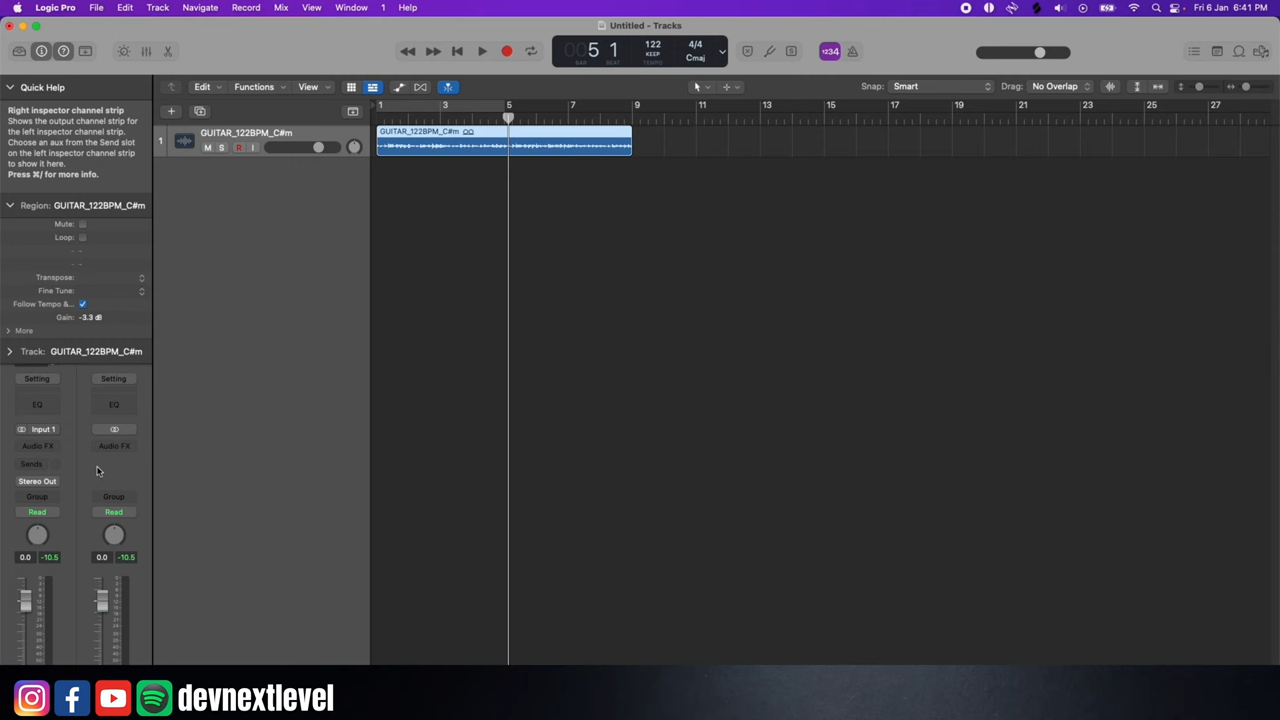 Logic Pro File Edit Track Navigate Record Mix View Window 1 Help Fri 6 Jan 6:41 PM
Untitled - Tracks
005 1 122 4/4
KEEP Cmaj
BAR BEAT TEMPO
1234
Quick Help
Edit Functions View Snap: Smart Drag: No Overlap
Right inspector channel strip
Shows the output channel strip for
the left inspector channel strip.
Choose an aux from the Send slot
on the left inspector channel strip
to show it here.
Press ⌘/ for more info.
1 3 5 7 9 11 13 15 17 19 21 23 25 27
1 GUITAR_122BPM_C#m
M S R I
GUITAR_122BPM_C#m
Region: GUITAR_122BPM_C#m
Mute:
Loop:
Transpose:
Fine Tune:
Follow Tempo &...
Gain: -3.3 dB
More
Track: GUITAR_122BPM_C#m
Setting Setting
EQ EQ
Input 1
Audio FX Audio FX
Sends
Stereo Out
Group Group
Read Read
0.0 -10.5 0.0 -10.5
devnextlevel